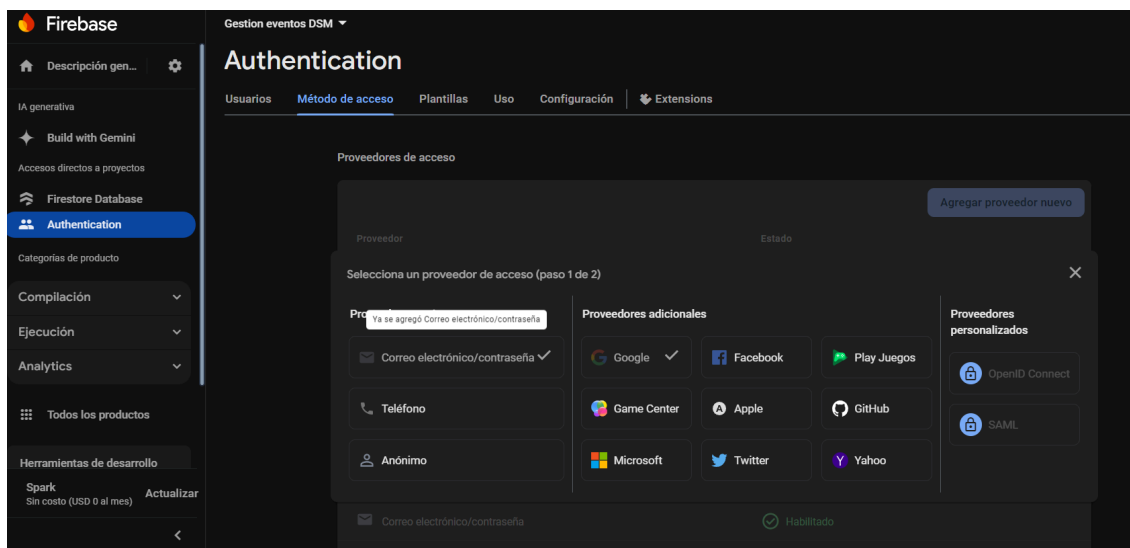 Firebase
Gestion eventos DSM
Descripción gen...
Authentication
Usuarios Método de acceso Plantillas Uso Configuración Extensions
IA generativa
Build with Gemini
Accesos directos a proyectos
Firestore Database
Authentication
Categorías de producto
Compilación
Ejecución
Analytics
Todos los productos
Herramientas de desarrollo
Spark
Sin costo (USD 0 al mes)
Actualizar
Proveedores de acceso
Agregar proveedor nuevo
Proveedor Estado
Selecciona un proveedor de acceso (paso 1 de 2)
Ya se agregó Correo electrónico/contraseña
Correo electrónico/contraseña
Teléfono
Anónimo
Proveedores adicionales
Google Facebook Play Juegos
Game Center Apple GitHub
Microsoft Twitter Yahoo
Proveedores
personalizados
OpenID Connect
SAML
Correo electrónico/contraseña Habilitado